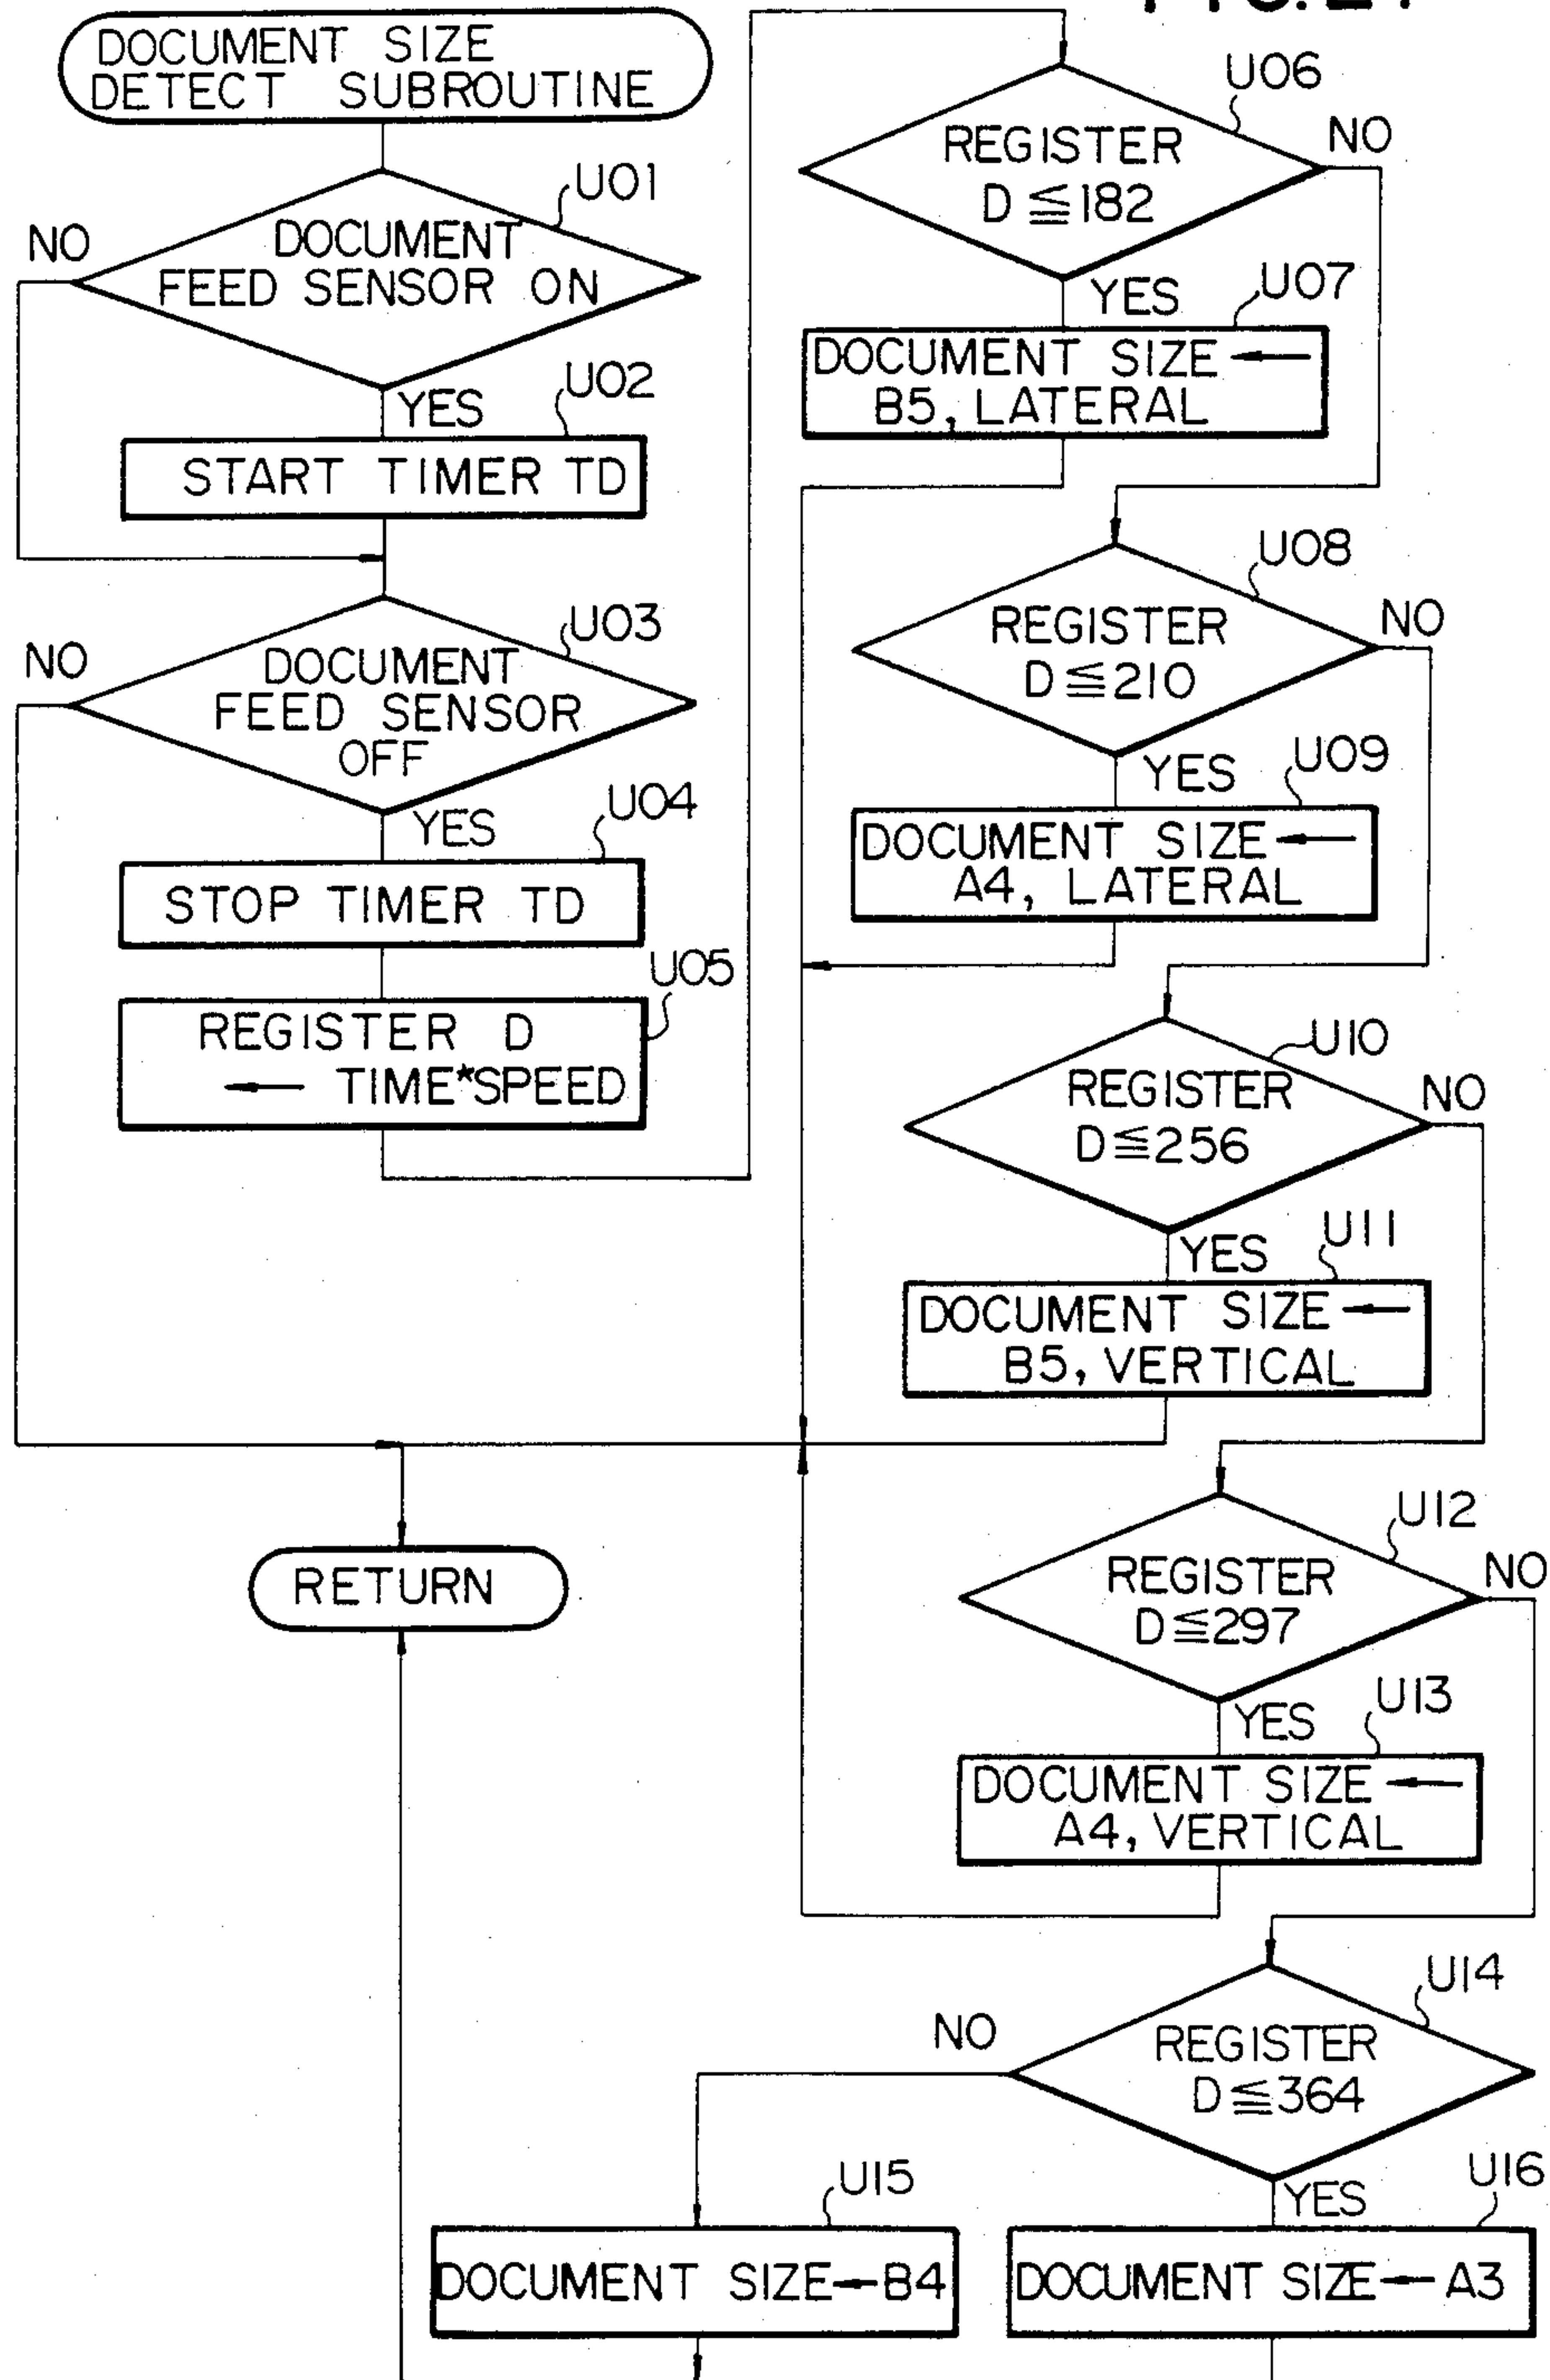 DOCUMENT SIZE
DETECT SUBROUTINE
U01
NO
DOCUMENT
FEED SENSOR ON
YES
U02
START TIMER TD
U03
NO
DOCUMENT
FEED SENSOR
OFF
YES
U04
STOP TIMER TD
U05
REGISTER D
← TIME*SPEED
RETURN
U06
NO
REGISTER
D≦182
YES
U07
DOCUMENT SIZE ←
B5, LATERAL
U08
NO
REGISTER
D≦210
YES
U09
DOCUMENT SIZE ←
A4, LATERAL
U10
NO
REGISTER
D≦256
YES
U11
DOCUMENT SIZE ←
B5, VERTICAL
U12
NO
REGISTER
D≦297
YES
U13
DOCUMENT SIZE ←
A4, VERTICAL
U14
NO
REGISTER
D≦364
YES
U15
DOCUMENT SIZE←B4
U16
DOCUMENT SIZE← A3